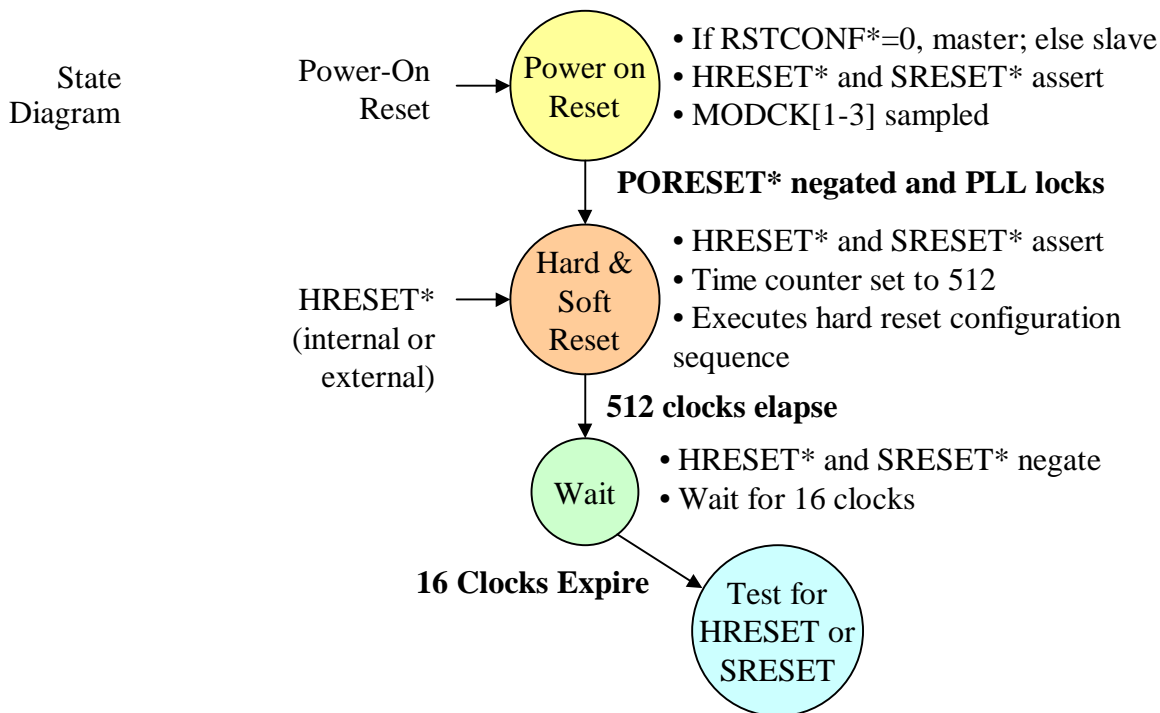 State
Diagram
Power-On
Reset
Power on
Reset
• If RSTCONF*=0, master; else slave
• HRESET* and SRESET* assert
• MODCK[1-3] sampled
PORESET* negated and PLL locks
HRESET*
(internal or
external)
Hard &
Soft
Reset
• HRESET* and SRESET* assert
• Time counter set to 512
• Executes hard reset configuration
sequence
512 clocks elapse
Wait
• HRESET* and SRESET* negate
• Wait for 16 clocks
16 Clocks Expire
Test for
HRESET or
SRESET